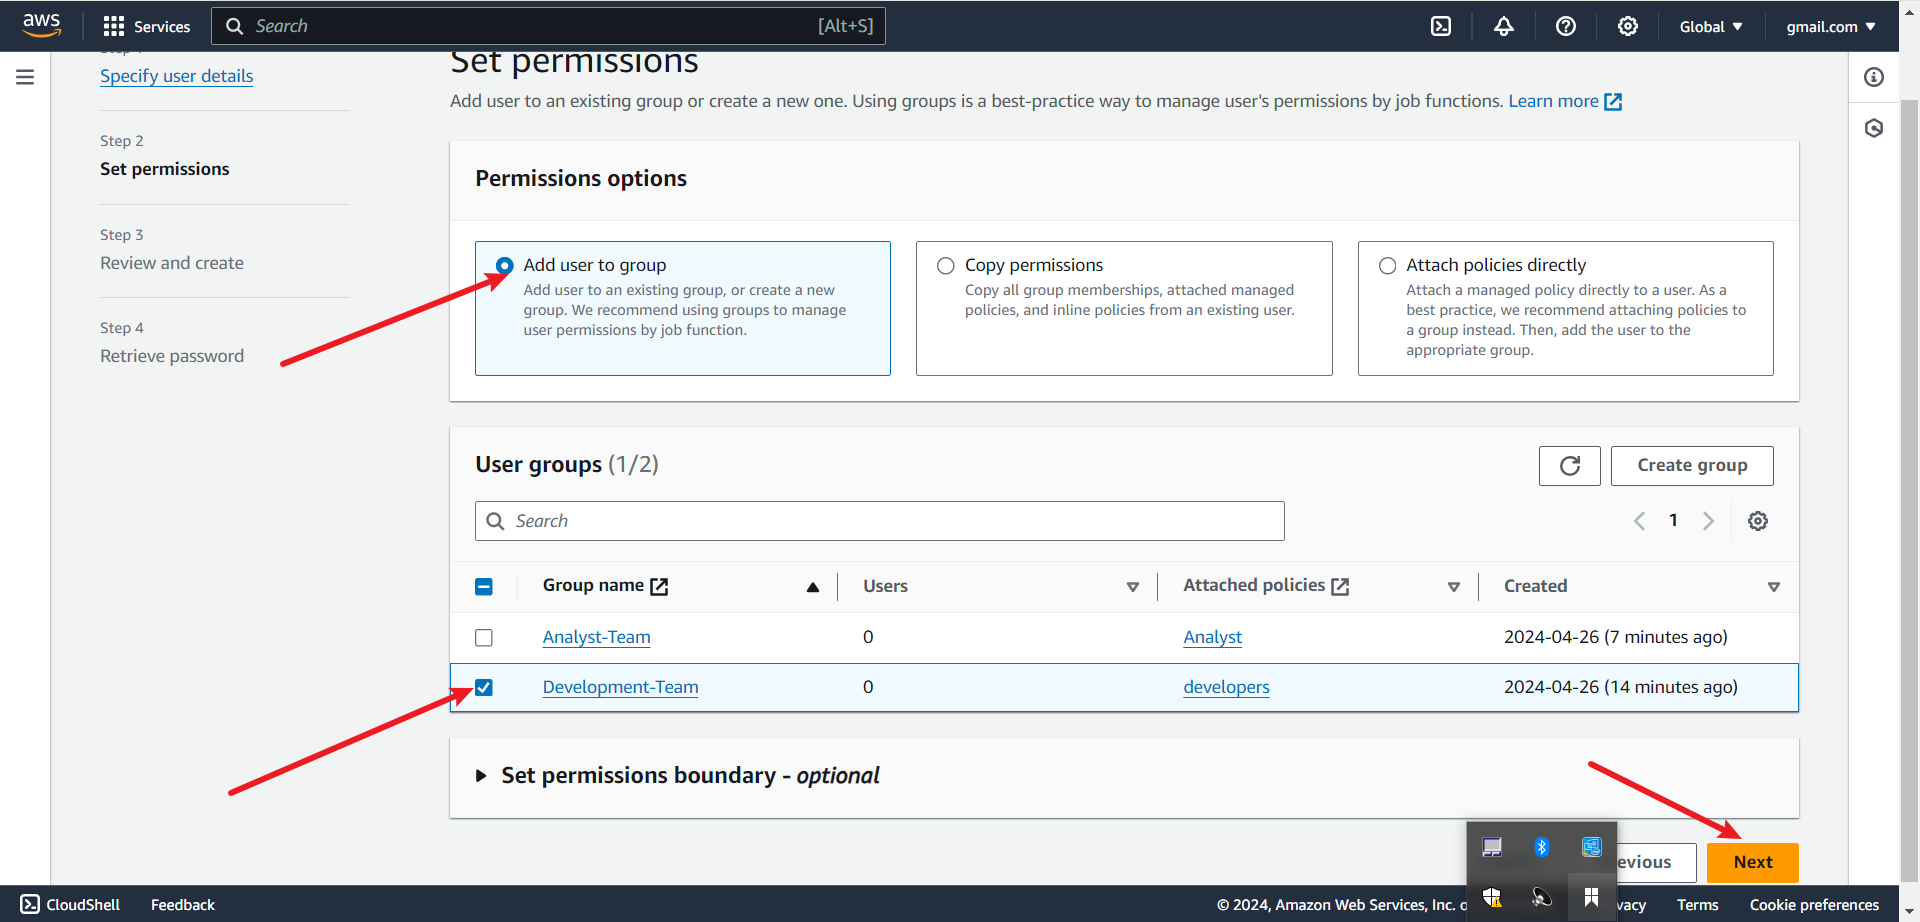 aws
Services
Search
[Alt+S]
Global
gmail.com
Specify user details
Step 2
Set permissions
Step 3
Review and create
Step 4
Retrieve password
Set permissions
Add user to an existing group or create a new one. Using groups is a best-practice way to manage user's permissions by job functions. Learn more
Permissions options
Add user to group
Add user to an existing group, or create a new
group. We recommend using groups to manage
user permissions by job function.
Copy permissions
Copy all group memberships, attached managed
policies, and inline policies from an existing user.
Attach policies directly
Attach a managed policy directly to a user. As a
best practice, we recommend attaching policies to
a group instead. Then, add the user to the
appropriate group.
User groups (1/2)
Create group
Search
1
Group name Users Attached policies Created
Analyst-Team 0 Analyst 2024-04-26 (7 minutes ago)
Development-Team 0 developers 2024-04-26 (14 minutes ago)
Set permissions boundary - optional
Next
CloudShell
Feedback
© 2024, Amazon Web Services, Inc.
Terms
Cookie preferences